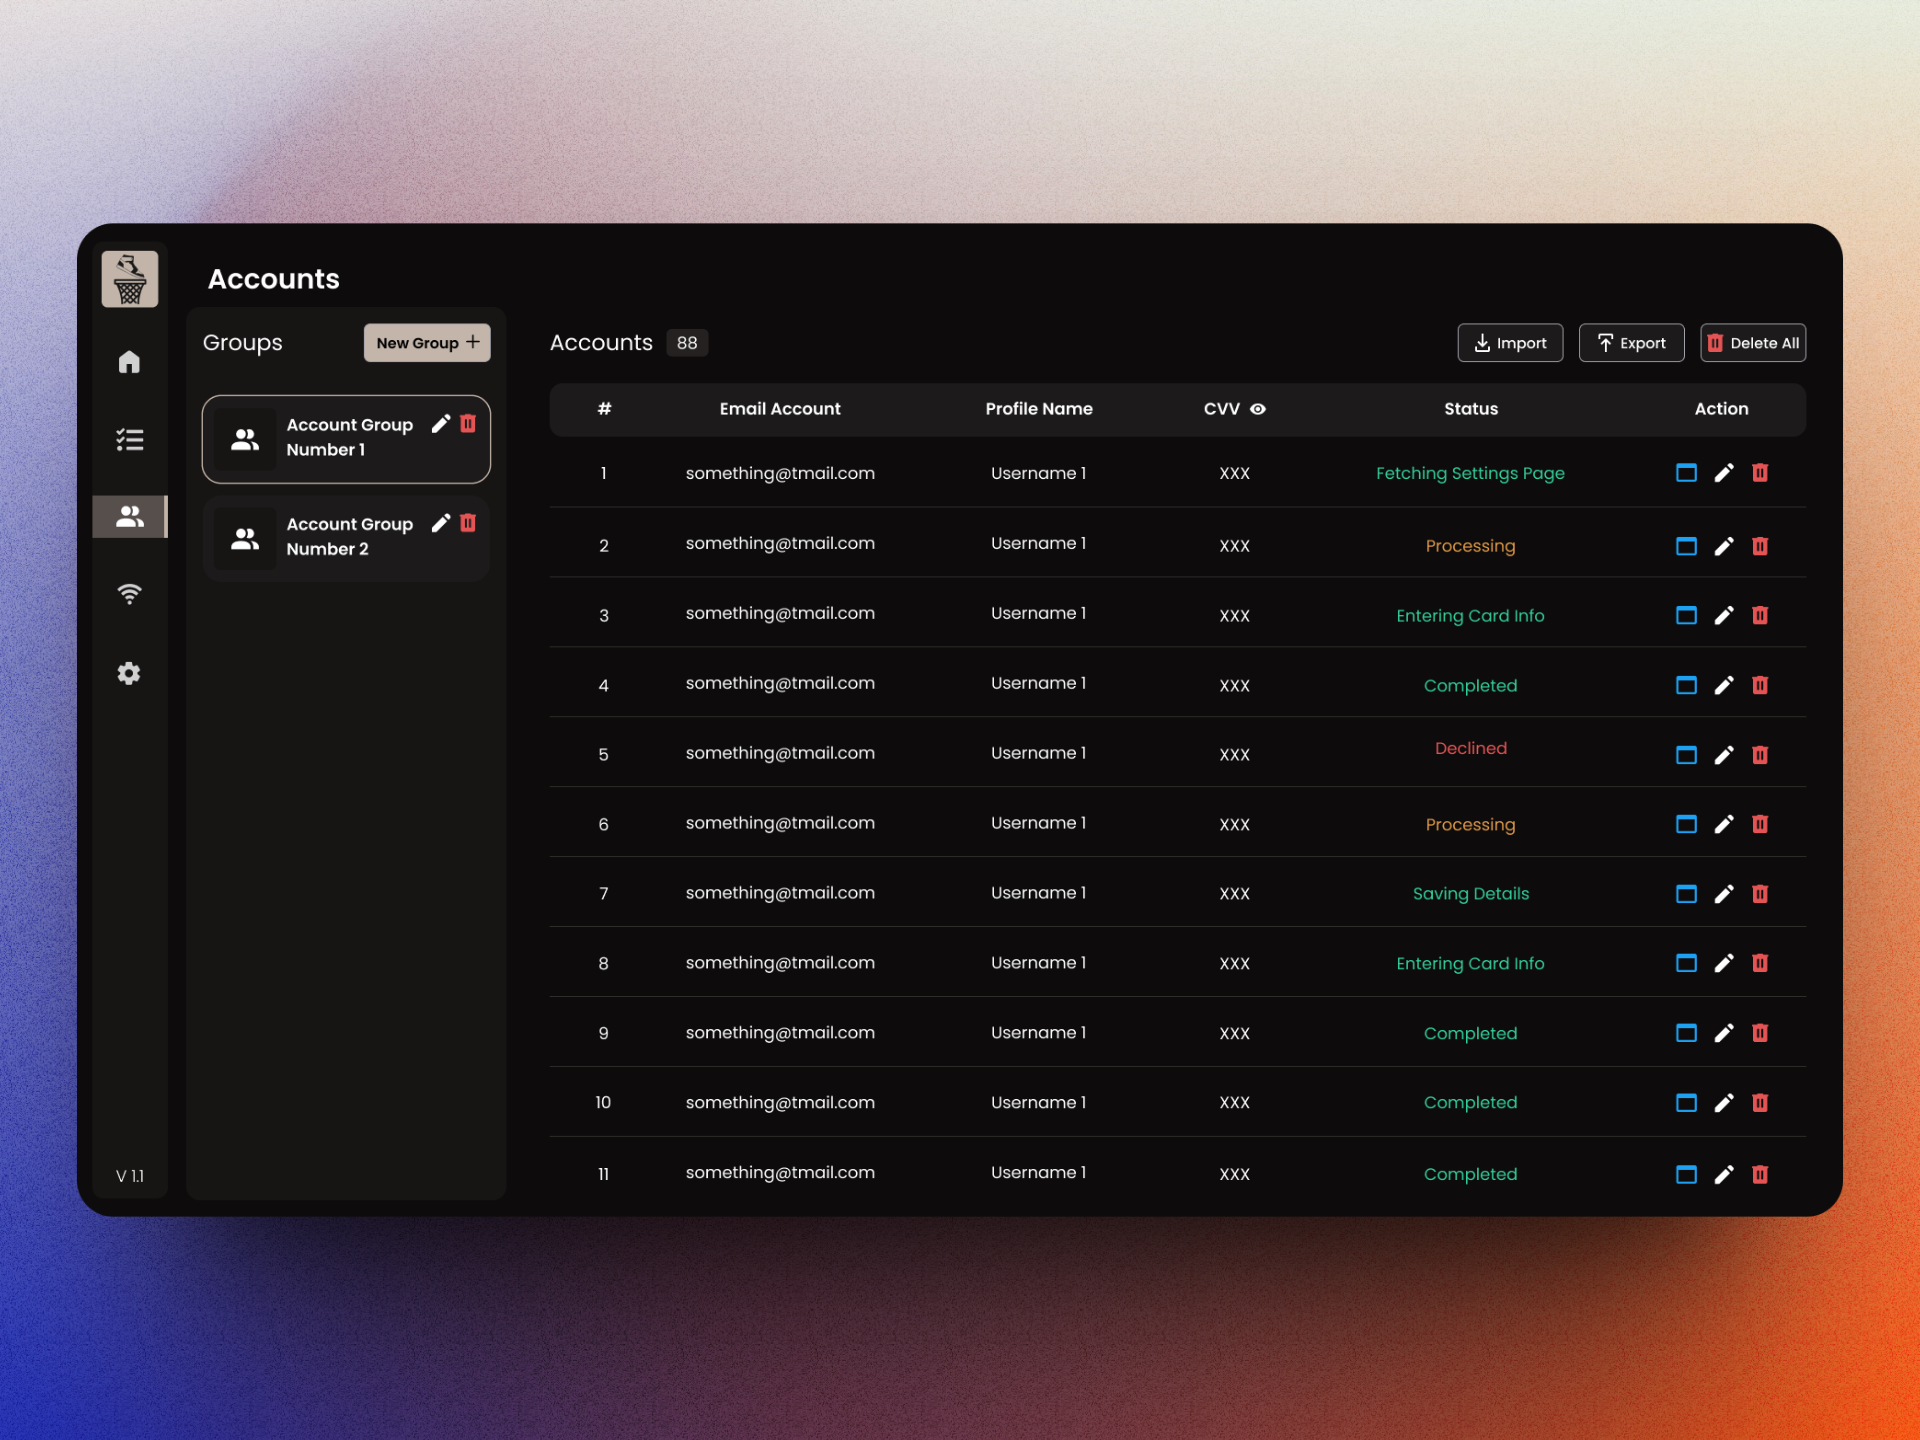 Accounts
Groups
New Group +
Account Group
Number 1
Account Group
Number 2
V 1.1
Accounts 88
Import
Export
Delete All
# Email Account Profile Name CVV Status Action
1 something@tmail.com Username 1 XXX Fetching Settings Page
2 something@tmail.com Username 1 XXX Processing
3 something@tmail.com Username 1 XXX Entering Card Info
4 something@tmail.com Username 1 XXX Completed
5 something@tmail.com Username 1 XXX Declined
6 something@tmail.com Username 1 XXX Processing
7 something@tmail.com Username 1 XXX Saving Details
8 something@tmail.com Username 1 XXX Entering Card Info
9 something@tmail.com Username 1 XXX Completed
10 something@tmail.com Username 1 XXX Completed
11 something@tmail.com Username 1 XXX Completed